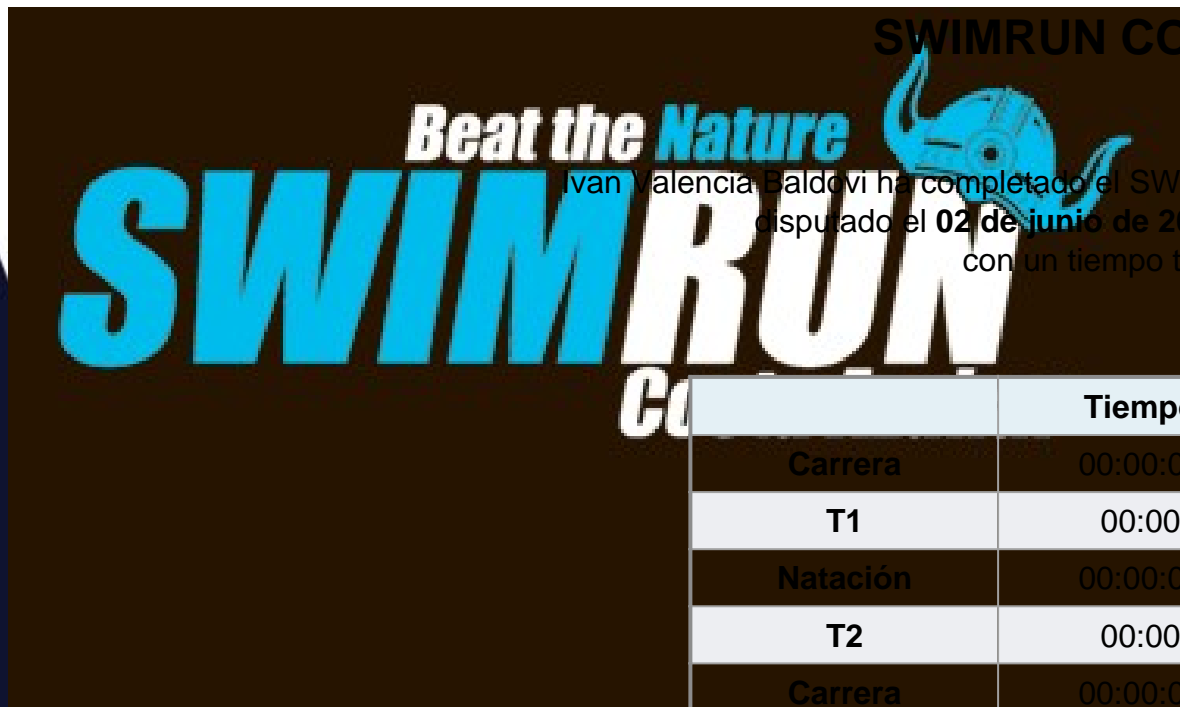 SWIMRUN CO
Beat the Nature
Ivan Valencia Baldovi ha completado el SW
disputado el 02 de junio de 20
con un tiempo t
SWIMRUN
Tiempo
Carrera 00:00:0
T1 00:00
Natación 00:00:0
T2 00:00
Carrera 00:00:0